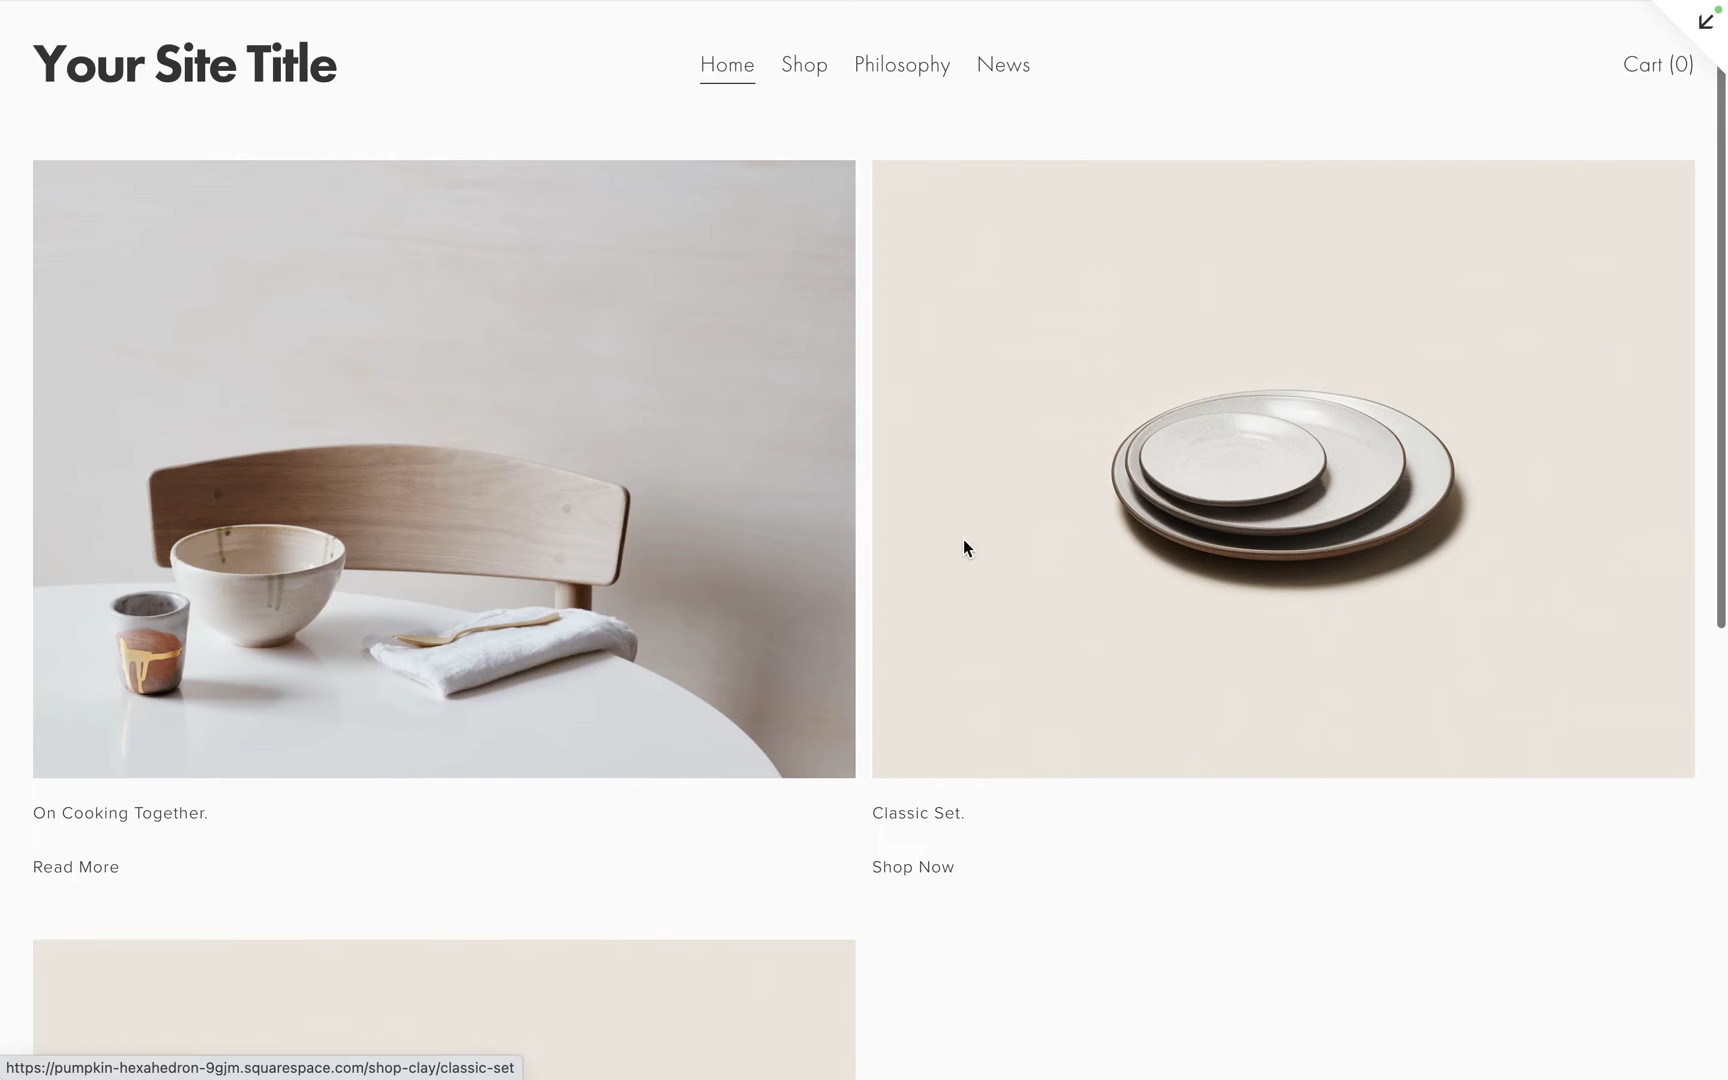 Your Site Title
Home Shop Philosophy News
Cart (0)
On Cooking Together.
Classic Set.
Read More
Shop Now
https://pumpkin-hexahedron-9gjm.squarespace.com/shop-clay/classic-set